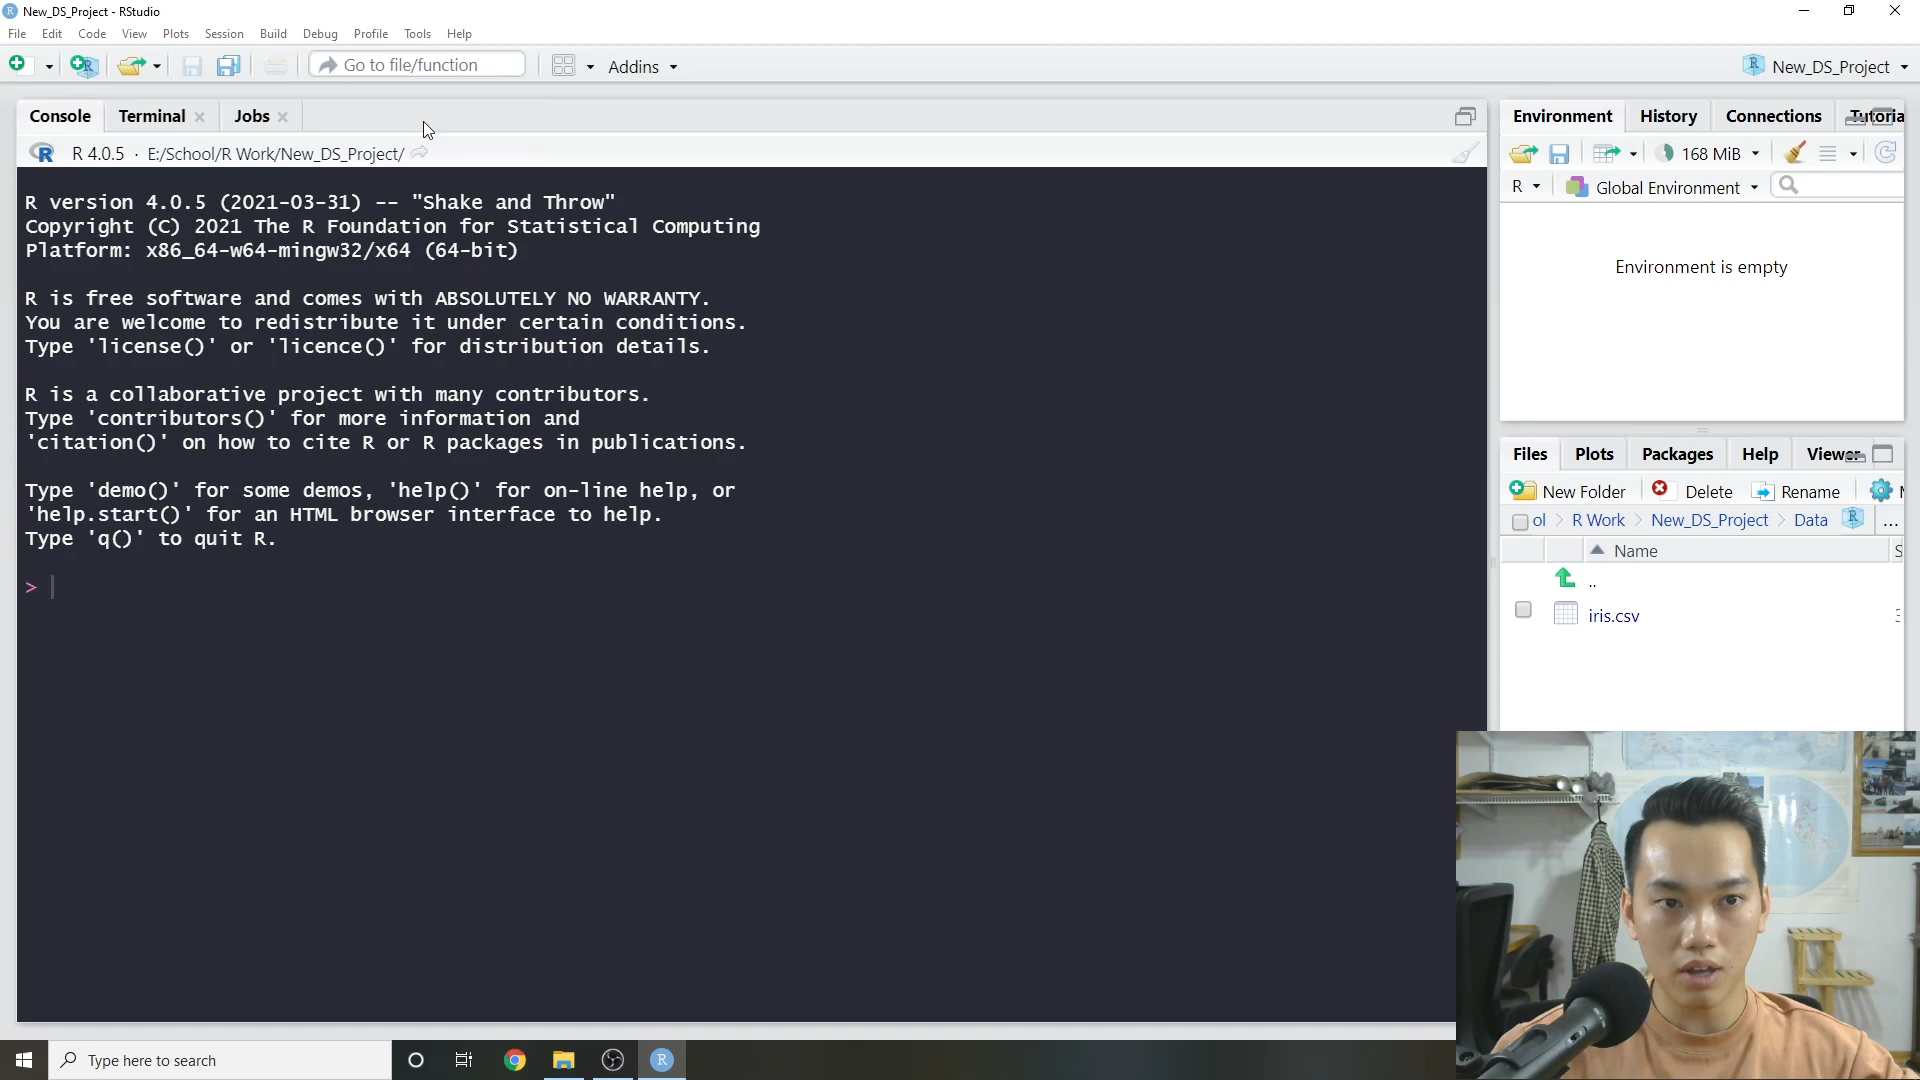 New_DS_Project - RStudio
File Edit Code View Plots Session Build Debug Profile Tools Help
Go to file/function
Addins
New_DS_Project
Console Terminal Jobs
R 4.0.5 · E:/School/R Work/New_DS_Project/
R version 4.0.5 (2021-03-31) -- "Shake and Throw"
Copyright (C) 2021 The R Foundation for Statistical Computing
Platform: x86_64-w64-mingw32/x64 (64-bit)
R is free software and comes with ABSOLUTELY NO WARRANTY.
You are welcome to redistribute it under certain conditions.
Type 'license()' or 'licence()' for distribution details.
R is a collaborative project with many contributors.
Type 'contributors()' for more information and
'citation()' on how to cite R or R packages in publications.
Type 'demo()' for some demos, 'help()' for on-line help, or
'help.start()' for an HTML browser interface to help.
Type 'q()' to quit R.
>
Environment History Connections Tutoria
168 MiB
R Global Environment
Environment is empty
Files Plots Packages Help Viewer
New Folder Delete Rename
ol R Work New_DS_Project Data ...
Name
..
iris.csv
Type here to search